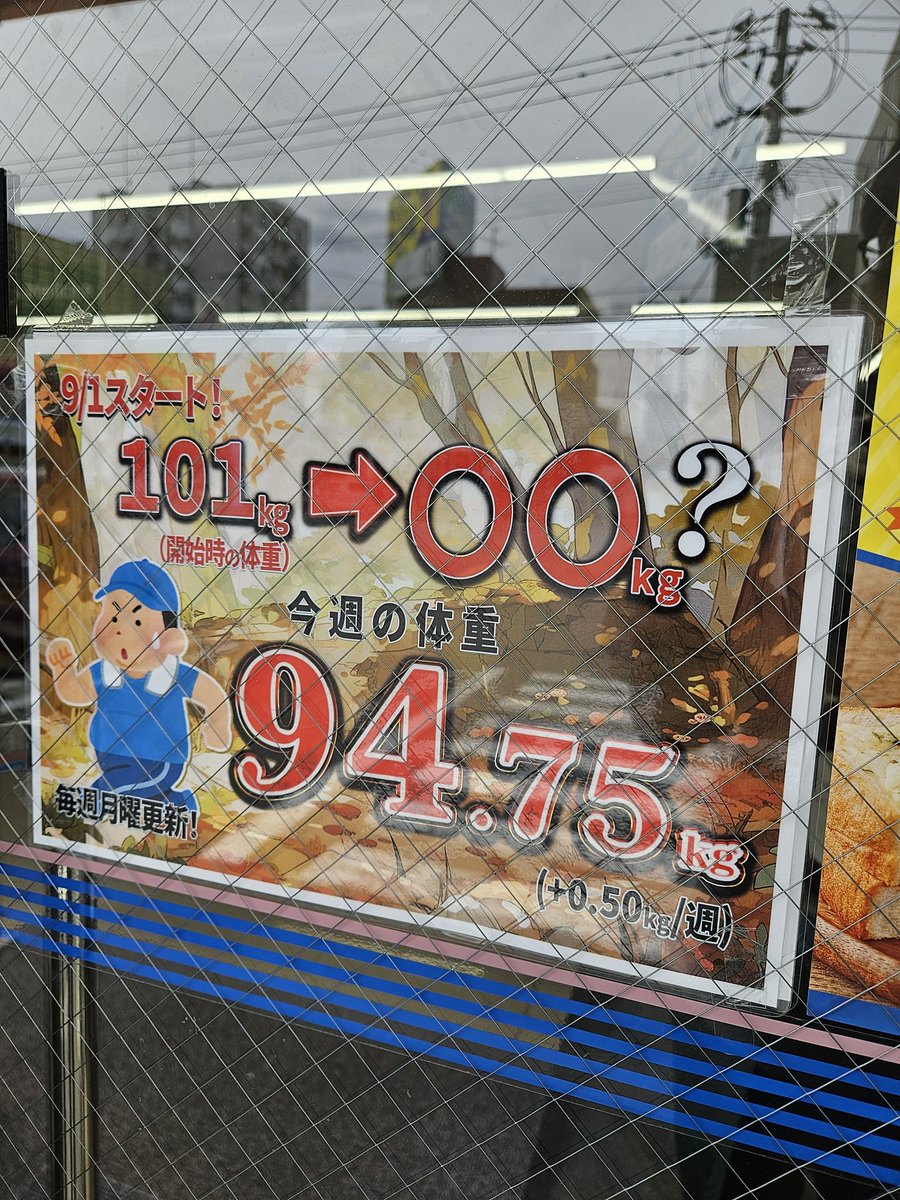 9/1スタート!
101kg → 〇〇kg?
(開始時の体重)
今週の体重
94.75kg
毎週月曜更新!
(+0.50kg/週)